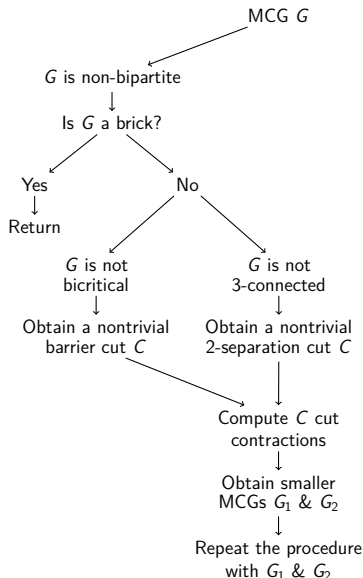 MCG G
G is non-bipartite
Is G a brick?
Yes
No
Return
G is not
bicritical
G is not
3-connected
Obtain a nontrivial
barrier cut C
Obtain a nontrivial
2-separation cut C
Compute C cut
contractions
Obtain smaller
MCGs G₁ & G₂
Repeat the procedure
with G₁ & G₂